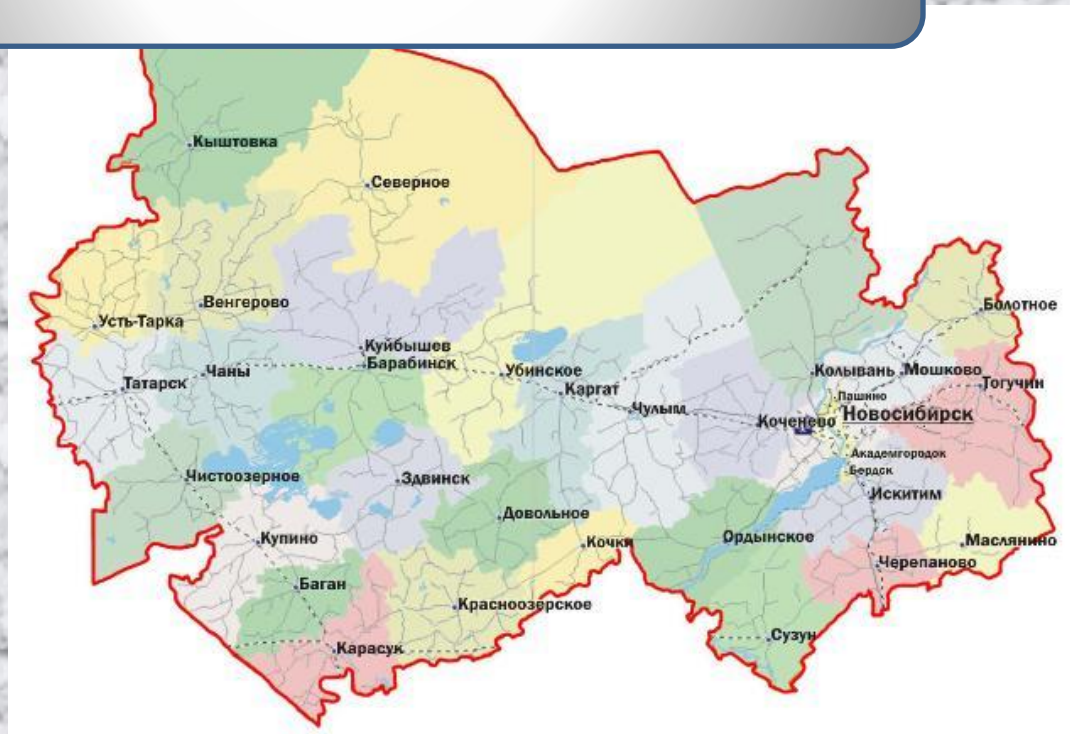 Кыштовка
Северное
Венгерово
Болотное
Усть-Тарка
Куйбышев
Барабинск
Чаны
Убинское
Колывань
Мошково
Татарск
Каргат
Тогучин
Пашино
Чулым
Новосибирск
Коченево
Академгородок
Бердск
Чистоозерное
Здвинск
Искитим
Довольное
Купино
Кочки
Ордынское
Маслянино
Черепаново
Баган
Красноозерское
Сузун
Карасук